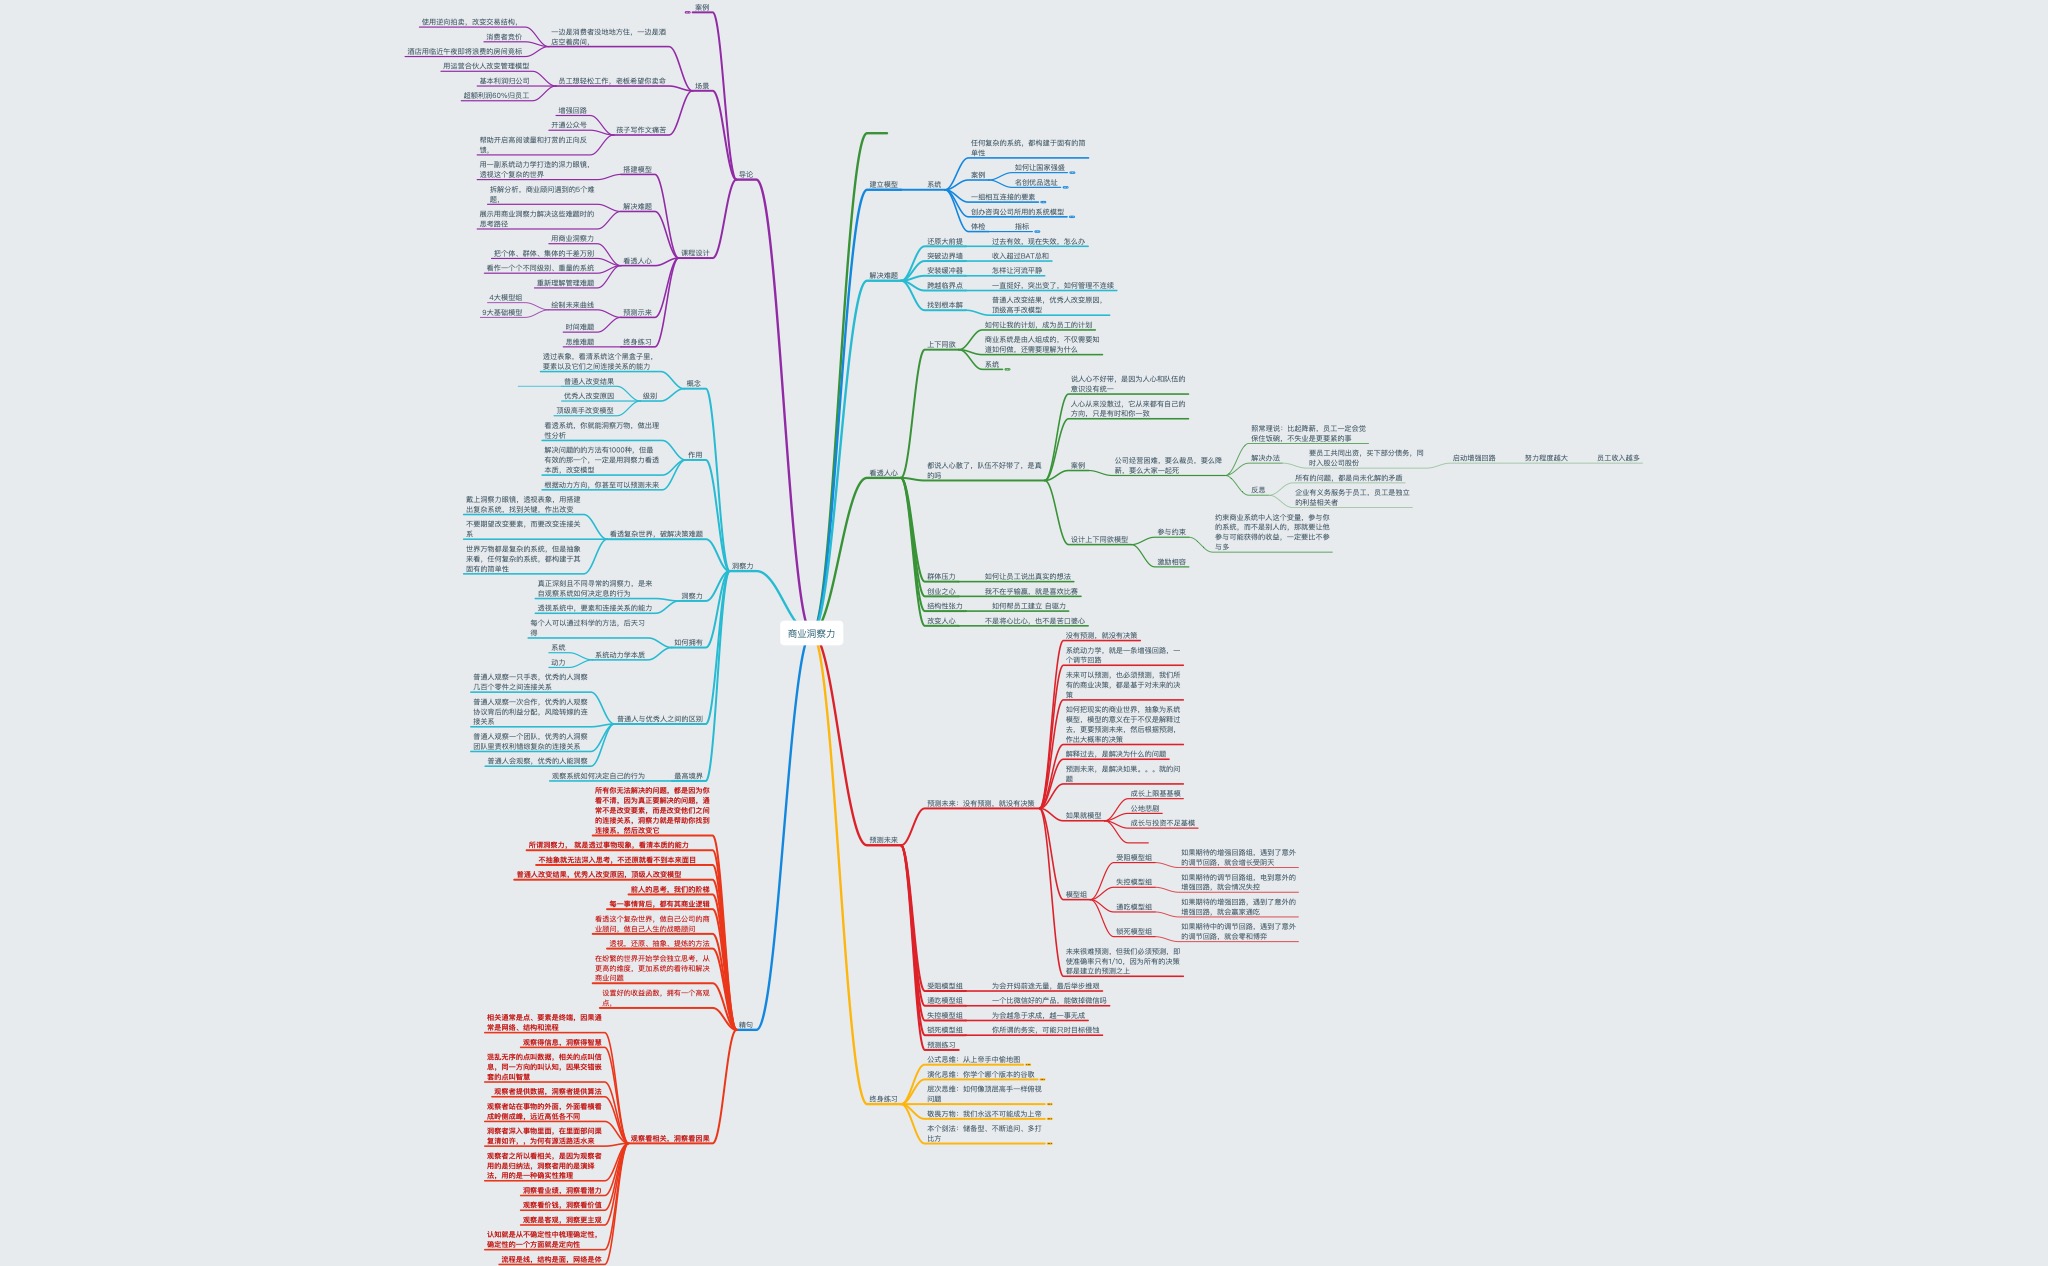 商业洞察力
导论
案例
场景
一边是消费者没地地方住，一边是酒
店空着房间，
使用逆向拍卖，改变交易结构，
消费者竞价
酒店用临近午夜即将浪费的房间竞标
员工想轻松工作，老板希望你卖命
用运营合伙人改变管理模型
基本利润归公司
超额利润60%归员工
孩子写作文痛苦
增强回路
开通公众号
帮助开启高阅读量和打赏的正向反
馈，
课程设计
搭建模型
用一副系统动力学打造的深力眼镜，
透视这个复杂的世界
解决难题
拆解分析，商业顾问遇到的5个难
题，
展示用商业洞察力解决这些难题时的
思考路径
看透人心
用商业洞察力
把个体、群体、集体的千差万别
看作一个个不同级别、重量的系统
重新理解管理难题
预测示来
绘制未来曲线
4大模型组
9大基础模型
时间难题
终身练习
思维难题
洞察力
概念
透过表象，看清系统这个黑盒子里，
要素以及它们之间连接关系的能力
级别
普通人改变结果
优秀人改变原因
顶级高手改变模型
作用
看透系统，你就能洞察万物，做出理
性分析
解决问题的的方法有1000种，但最
有效的那一个，一定是用洞察力看透
本质，改变模型
根据动力方向，你甚至可以预测未来
看透复杂世界，破解决策难题
戴上洞察力眼镜，透视表象，用搭建
出复杂系统，找到关键，作出改变
不要期望改变要素，而要改变连接关
系
世界万物都是复杂的系统，但是抽象
来看，任何复杂的系统，都构建于其
固有的简单性
洞察力
真正深刻且不同寻常的洞察力，是来
自观察系统如何决定息的行为
透视系统中，要素和连接关系的能力
如何拥有
每个人可以通过科学的方法，后天习
得
系统动力学本质
系统
动力
普通人与优秀人之间的区别
普通人观察一只手表，优秀的人洞察
几百个零件之间连接关系
普通人观察一次合作，优秀的人观察
协议背后的利益分配，风险转嫁的连
接关系
普通人观察一个团队，优秀的人洞察
团队里责权利错综复杂的连接关系
普通人会观察，优秀的人能洞察
最高境界
观察系统如何决定自己的行为
精句
所有你无法解决的问题，都是因为你
看不清，因为真正要解决的问题，通
常不是改变要素，而是改变他们之间
的连接关系，洞察力就是帮助你找到
连接系，然后改变它
所谓洞察力， 就是透过事物现象，看清本质的能力
不抽象就无法深入思考，不还原就看不到本来面目
普通人改变结果，优秀人改变原因，顶级人改变模型
前人的思考，我们的阶梯
每一事情背后，都有其商业逻辑
看透这个复杂世界，做自己公司的商
业顾问，做自己人生的战略顾问
透视，还原、抽象，提炼的方法
在纷繁的世界开始学会独立思考，从
更高的维度，更加系统的看待和解决
商业问题
设置好的收益函数，拥有一个高观
点，
观察看相关，洞察看因果
相关通常是点、要素是终端，因果通
常是网络、结构和流程
观察得信息，洞察得智慧
混乱无序的点叫数据，相关的点叫信
息，同一方向的叫认知，因果交错嵌
套的点叫智慧
观察者提供数据，洞察者提供算法
观察者站在事物的外面，外面看横看
成岭侧成峰，远近高低各不同
洞察者深入事物里面，在里面部问渠
复清如许，，为何有源活路活水来
观察者之所以看相关，是因为观察者
用的是归纳法，洞察者用的是演绎
法，用的是一种确实性推理
洞察看业绩，洞察看潜力
观察看价钱，洞察看价值
观察是客观，洞察更主观
认知就是从不确定性中梳理确定性，
确定性的一个方面就是定向性
流程是线，结构是面，网络是体
建立模型
系统
任何复杂的系统，都构建于固有的简
单性
案例
如何让国家强盛
名创优品选址
一组相互连接的要素
创办咨询公司所用的系统模型
体检
指标
解决难题
还原大前提
过去有效，现在失效，怎么办
突破边界墙
收入超过BAT总和
安装缓冲器
怎样让河流平静
跨越临界点
一直挺好，突出变了，如何管理不连续
找到根本解
普通人改变结果，优秀人改变原因，
顶级高手改模型
看透人心
上下同欲
如何让我的计划，成为员工的计划
商业系统是由人组成的，不仅需要知
道如何做，还需要理解为什么
系统
都说人心散了，队伍不好带了，是真
的吗
说人心不好带，是因为人心和队伍的
意识没有统一
人心从来没散过，它从来都有自己的
方向，只是有时和你一致
案例
公司经营困难，要么裁员，要么降
薪，要么大家一起死
照常理说：比起降薪，员工一定会觉
保住饭碗，不失业是更要紧的事
解决办法
要员工共同出资，买下部分债务，同
时入股公司股份
启动增强回路
努力程度越大
员工收入越多
反思
所有的问题，都是尚未化解的矛盾
企业有义务服务于员工，员工是独立
的利益相关者
设计上下同欲模型
参与约束
约束商业系统中人这个变量，参与你
的系统，而不是别人的，那就要让他
参与可能获得的收益，一定要比不参
与多
激励相容
群体压力
如何让员工说出真实的想法
创业之心
我不在乎输赢，就是喜欢比赛
结构性张力
如何帮员工建立 自驱力
改变人心
不是将心比心，也不是苦口婆心
预测未来
预测未来：没有预测，就没有决策
没有预测，就没有决策
系统动力学，就是一条增强回路，一
个调节回路
未来可以预测，也必须预测，我们所
有的商业决策，都是基于对未来的决
策
如何把现实的商业世界，抽象为系统
模型，模型的意义在于不仅是解释过
去，更要预测未来，然后根据预测，
作出大概率的决策
解释过去，是解决为什么的问题
预测未来，是解决如果。。。就的问
题
如果就模型
成长上限基基模
公地悲剧
成长与投资不足基模
模型组
受阻模型组
如果期待的增强回路组，遇到了意外
的调节回路，就会增长受阴天
失控模型组
如果期待的调节回路组，电到意外的
增强回路，就会情况失控
通吃模型组
如果期待的增强回路，遇到了意外的
增强回路，就会赢家通吃
锁死模型组
如果期待中的调节回路，遇到了意外
的调节回路，就会零和博弈
未来很难预测，但我们必须预测，即
使准确率只有1/10，因为所有的决策
都是建立的预测之上
受阻模型组
为会开妈前途无量，最后举步维艰
通吃模型组
一个比微信好的产品，能做掉微信吗
失控模型组
为会越急于求成，越一事无成
锁死模型组
你所谓的务实，可能只时目标侵蚀
预测练习
终身练习
公式思维：从上帝手中偷地图
演化思维：你学个哪个版本的谷歌
层次思维：如何像顶层高手一样俯视
问题
敬畏万物：我们永远不可能成为上帝
本个剑法：储备型、不断追问、多打
比方